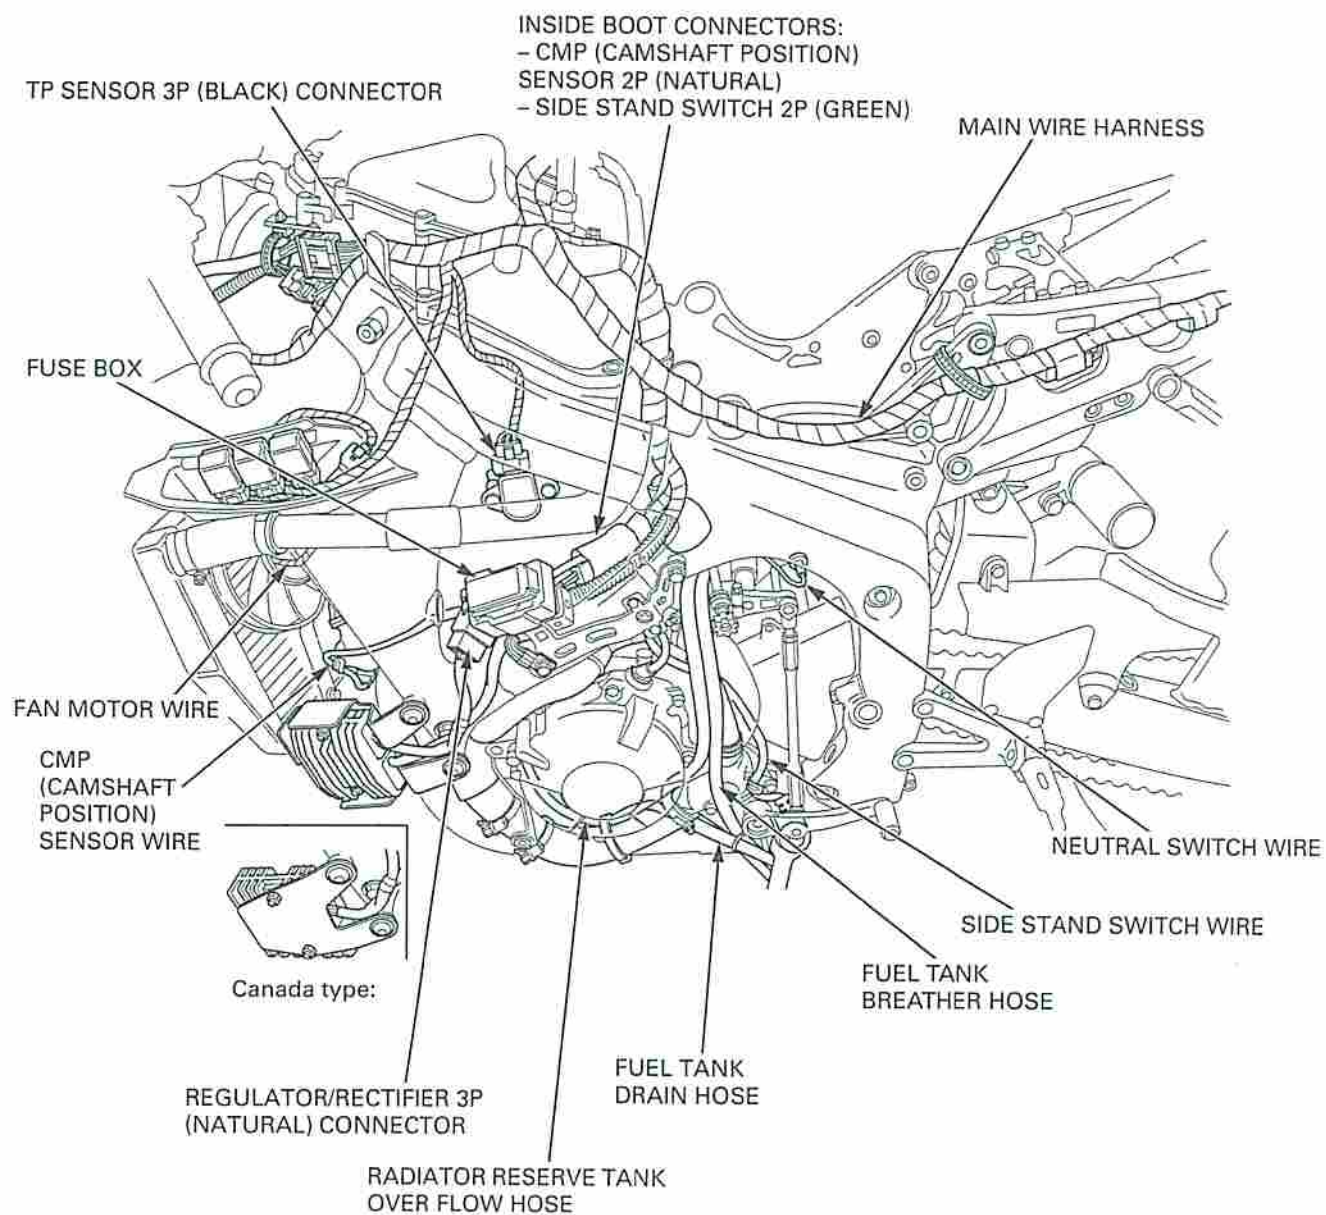 INSIDE BOOT CONNECTORS:
– CMP (CAMSHAFT POSITION)
SENSOR 2P (NATURAL)
– SIDE STAND SWITCH 2P (GREEN)
TP SENSOR 3P (BLACK) CONNECTOR
MAIN WIRE HARNESS
FUSE BOX
FAN MOTOR WIRE
CMP
(CAMSHAFT
POSITION)
SENSOR WIRE
Canada type:
NEUTRAL SWITCH WIRE
SIDE STAND SWITCH WIRE
FUEL TANK
BREATHER HOSE
FUEL TANK
DRAIN HOSE
REGULATOR/RECTIFIER 3P
(NATURAL) CONNECTOR
RADIATOR RESERVE TANK
OVER FLOW HOSE